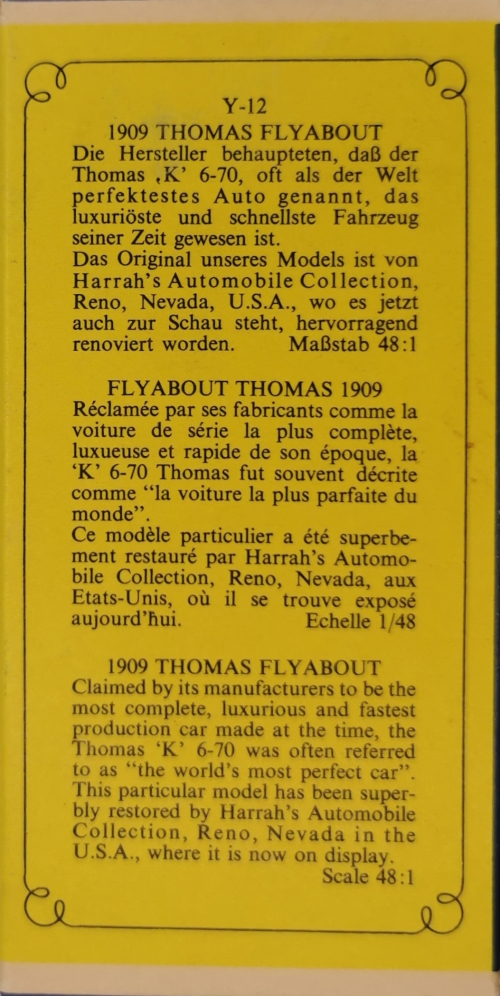 Y-12
1909 THOMAS FLYABOUT
Die Hersteller behaupteten, daß der
Thomas ‚K’ 6-70, oft als der Welt
perfektestes Auto genannt, das
luxuriöste und schnellste Fahrzeug
seiner Zeit gewesen ist.
Das Original unseres Models ist von
Harrah's Automobile Collection,
Reno, Nevada, U.S.A., wo es jetzt
auch zur Schau steht, hervorragend
renoviert worden. Maßstab 48:1
FLYABOUT THOMAS 1909
Réclamée par ses fabricants comme la
voiture de série la plus complète,
luxueuse et rapide de son époque, la
‘K’ 6-70 Thomas fut souvent décrite
comme “la voiture la plus parfaite du
monde”.
Ce modèle particulier a été superbe-
ment restauré par Harrah's Automo-
bile Collection, Reno, Nevada, aux
Etats-Unis, où il se trouve exposé
aujourd'hui. Echelle 1/48
1909 THOMAS FLYABOUT
Claimed by its manufacturers to be the
most complete, luxurious and fastest
production car made at the time, the
Thomas ‘K’ 6-70 was often referred
to as “the world's most perfect car”.
This particular model has been super-
bly restored by Harrah's Automobile
Collection, Reno, Nevada in the
U.S.A., where it is now on display.
Scale 48:1